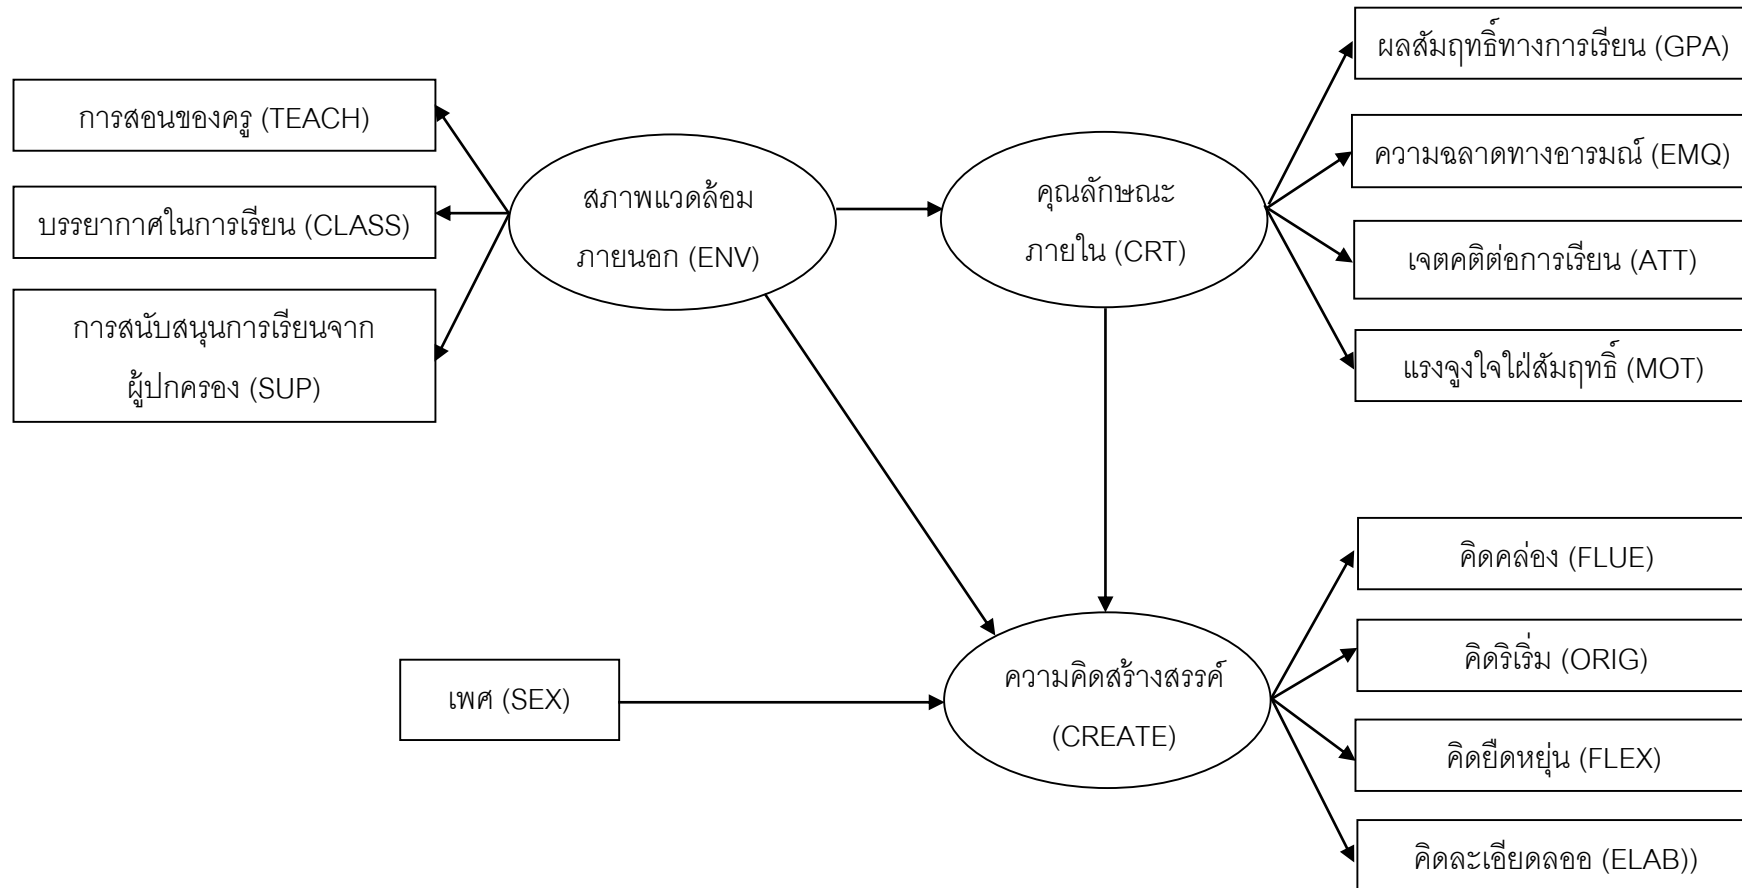 ผลสัมฤทธิ์ทางการเรียน (GPA)
การสอนของครู (TEACH)
ความฉลาดทางอารมณ์ (EMQ)
สภาพแวดล้อม
ภายนอก (ENV)
คุณลักษณะ
ภายใน (CRT)
บรรยากาศในการเรียน (CLASS)
เจตคติต่อการเรียน (ATT)
การสนับสนุนการเรียนจาก
ผู้ปกครอง (SUP)
แรงจูงใจใฝ่สัมฤทธิ์ (MOT)
คิดคล่อง (FLUE)
คิดริเริ่ม (ORIG)
เพศ (SEX)
ความคิดสร้างสรรค์
(CREATE)
คิดยืดหยุ่น (FLEX)
คิดละเอียดลออ (ELAB))